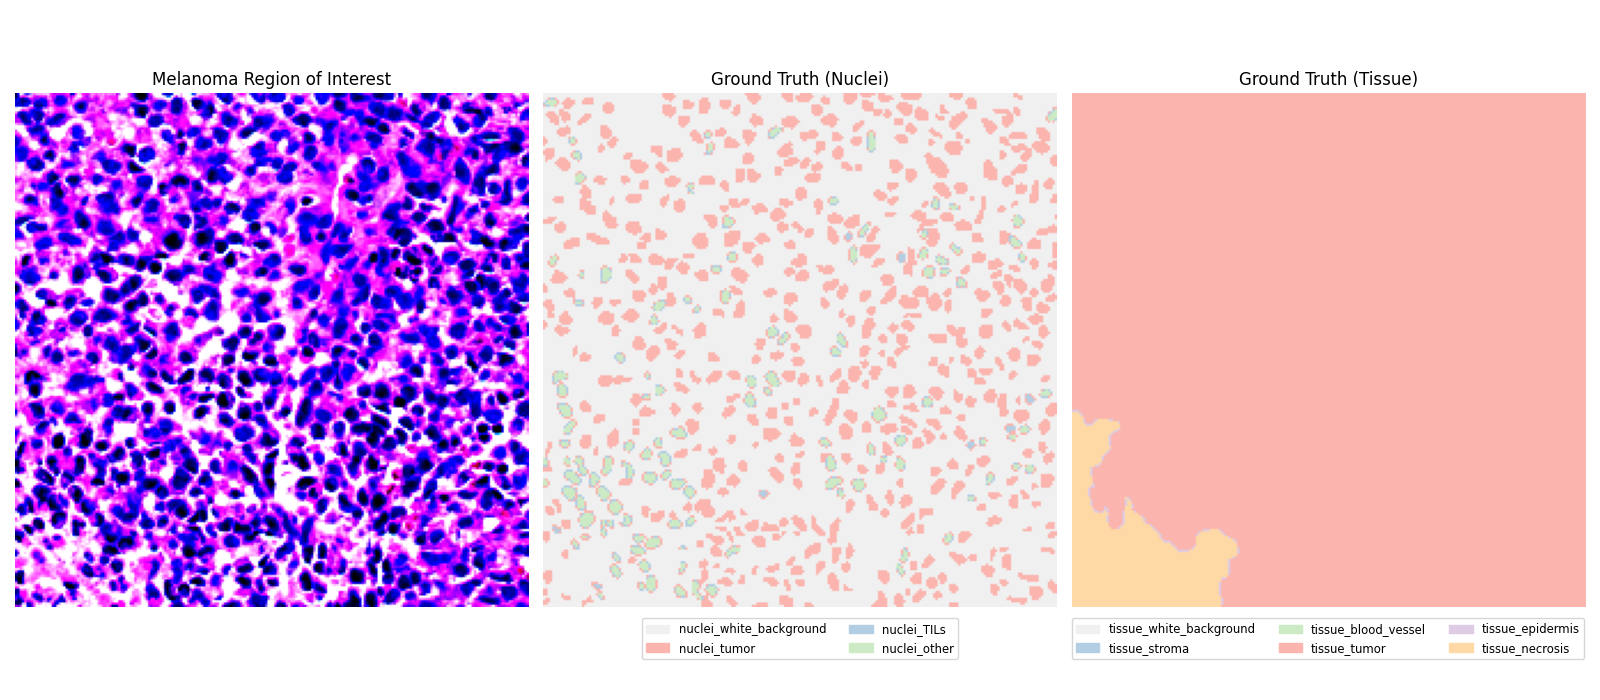 Melanoma Region of Interest
Ground Truth (Nuclei)
Ground Truth (Tissue)
nuclei_white_background
nuclei_TILs
nuclei_tumor
nuclei_other
tissue_white_background
tissue_blood_vessel
tissue_epidermis
tissue_stroma
tissue_tumor
tissue_necrosis